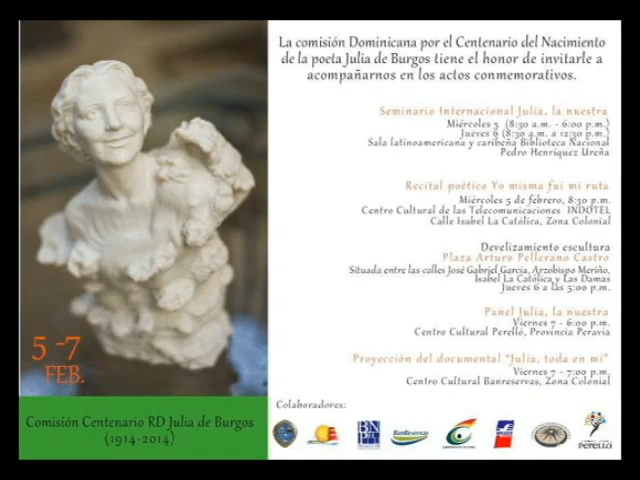 La comisión Dominicana por el Centenario del Nacimiento
de la poeta Julia de Burgos tiene el honor de invitarle a
acompañarnos en los actos conmemorativos.
Seminario Internacional Julia, la nuestra
Miércoles 5 (8:30 a.m. - 6:00 p.m.)
Jueves 6 (8:30 a.m a 12:30 p.m.)
Sala latinoamericana y caribeña Biblioteca Nacional
Pedro Henríquez Ureña
Recital poético Yo misma fui mi ruta
Miércoles 5 de febrero, 8:30 p.m.
Centro Cultural de las Telecomunicaciones INDOTEL
Calle Isabel La Católica, Zona Colonial
Develizamiento escultura
Plaza Arturo Pellerano Castro
Situada entre las calles José Gabriel García, Arzobispo Meriño,
Isabel La Católica y Las Damas
Jueves 6 a las 5:00 p.m.
Panel Julia, la nuestra
Viernes 7 - 6:00 p.m.
Centro Cultural Perelló, Provincia Peravia
Proyección del documental "Julia, toda en mi"
Viernes 7 - 7:00 p.m.
Centro Cultural Banreservas, Zona Colonial
5 -7
FEB.
Comisión Centenario RD Julia de Burgos
(1914-2014)
Colaboradores:
BN
BanReservas
PERELLÓ